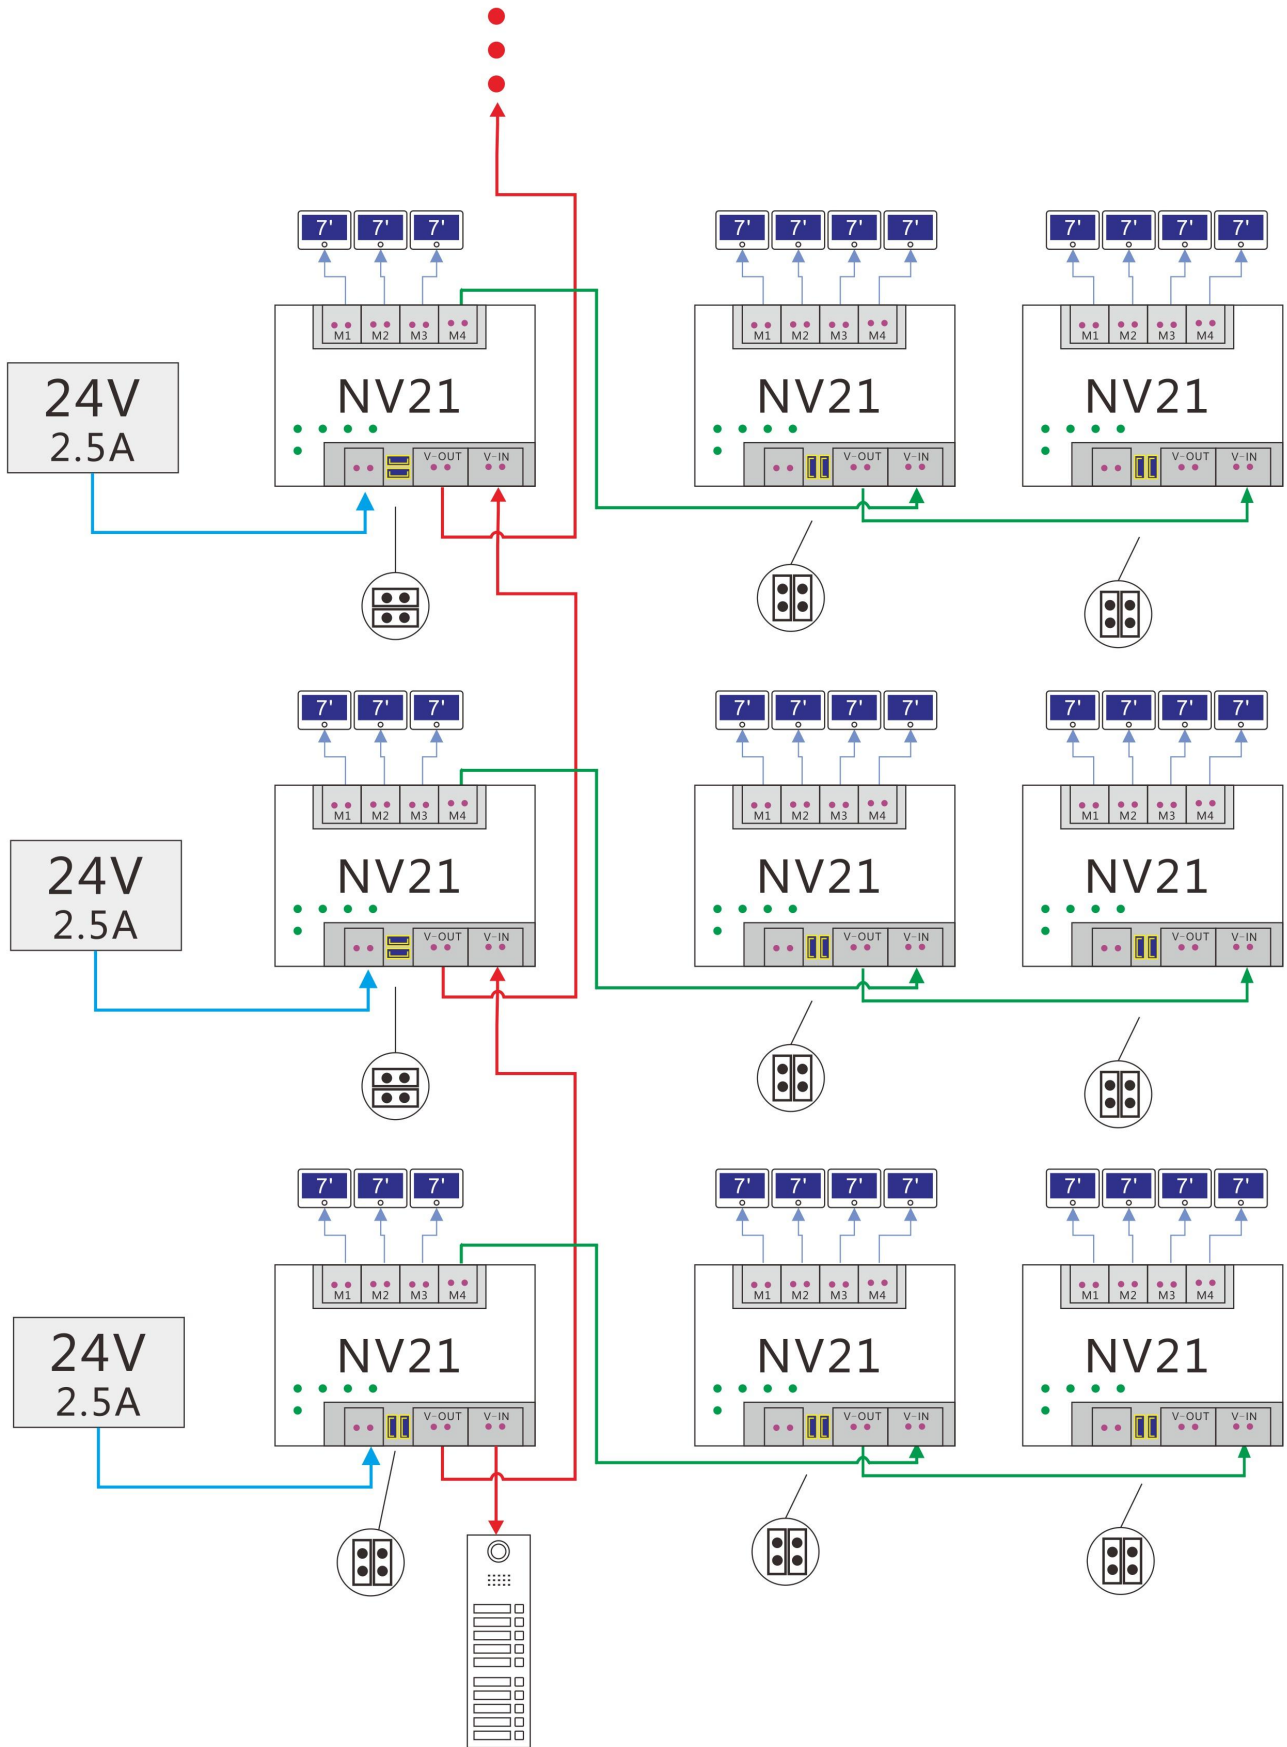 7' 7' 7' 7' 7' 7' 7' 7' 7' 7' 7'
M1 M2 M3 M4 M1 M2 M3 M4 M1 M2 M3 M4
24V
2.5A
NV21 NV21 NV21
V-OUT V-IN V-OUT V-IN V-OUT V-IN
7' 7' 7' 7' 7' 7' 7' 7' 7' 7' 7'
M1 M2 M3 M4 M1 M2 M3 M4 M1 M2 M3 M4
24V
2.5A
NV21 NV21 NV21
V-OUT V-IN V-OUT V-IN V-OUT V-IN
7' 7' 7' 7' 7' 7' 7' 7' 7' 7' 7'
M1 M2 M3 M4 M1 M2 M3 M4 M1 M2 M3 M4
24V
2.5A
NV21 NV21 NV21
V-OUT V-IN V-OUT V-IN V-OUT V-IN